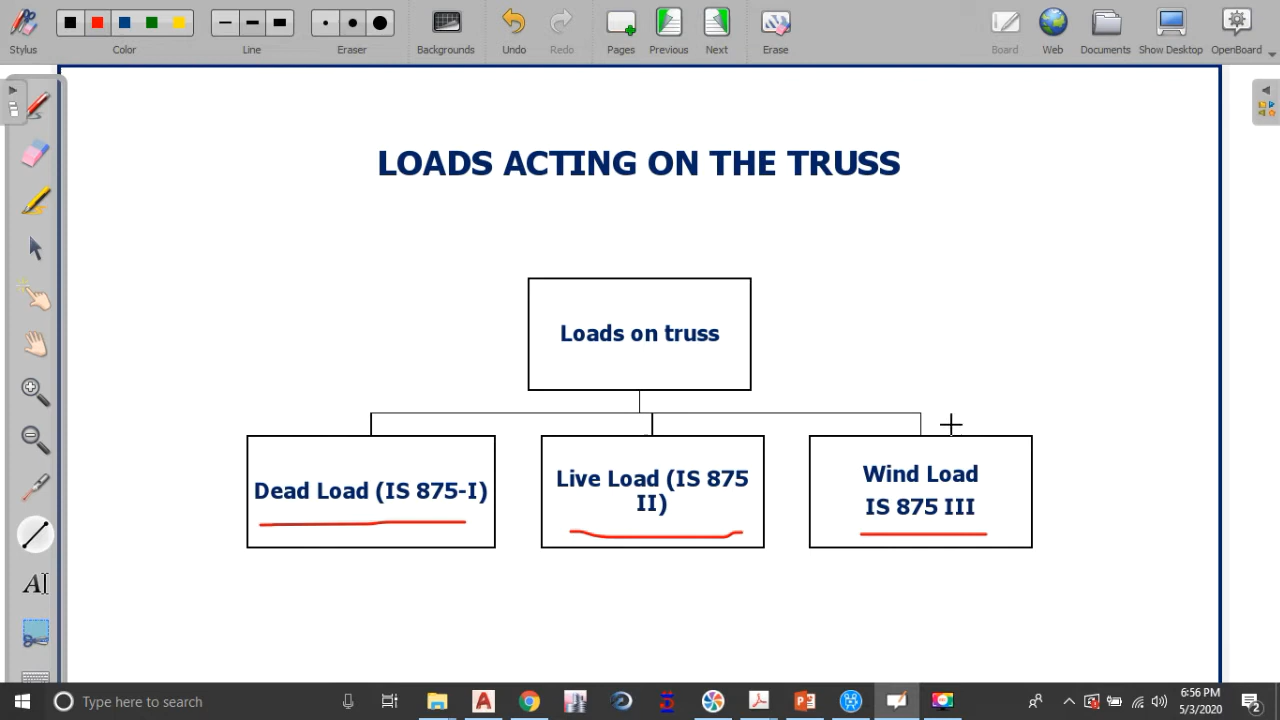 Stylus
Color
Line
Eraser
Backgrounds
Undo
Redo
Pages
Previous
Next
Erase
Board
Web
Documents
Show Desktop
OpenBoard
LOADS ACTING ON THE TRUSS
Loads on truss
Dead Load (IS 875-I)
Live Load (IS 875
II)
Wind Load
IS 875 III
AI
Type here to search
6:56 PM
5/3/2020
2